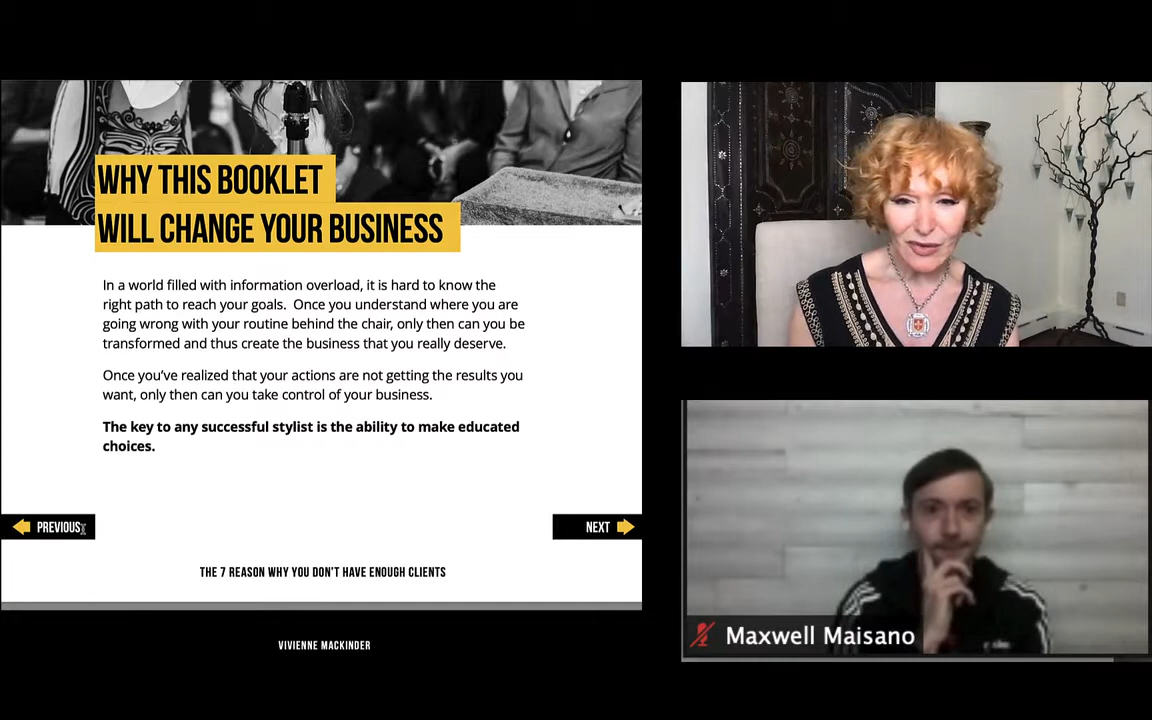 WHY THIS BOOKLET
WILL CHANGE YOUR BUSINESS
In a world filled with information overload, it is hard to know the
right path to reach your goals.  Once you understand where you are
going wrong with your routine behind the chair, only then can you be
transformed and thus create the business that you really deserve.
Once you’ve realized that your actions are not getting the results you
want, only then can you take control of your business.
The key to any successful stylist is the ability to make educated
choices.
PREVIOUS
NEXT
THE 7 REASON WHY YOU DON’T HAVE ENOUGH CLIENTS
VIVIENNE MACKINDER
Maxwell Maisano